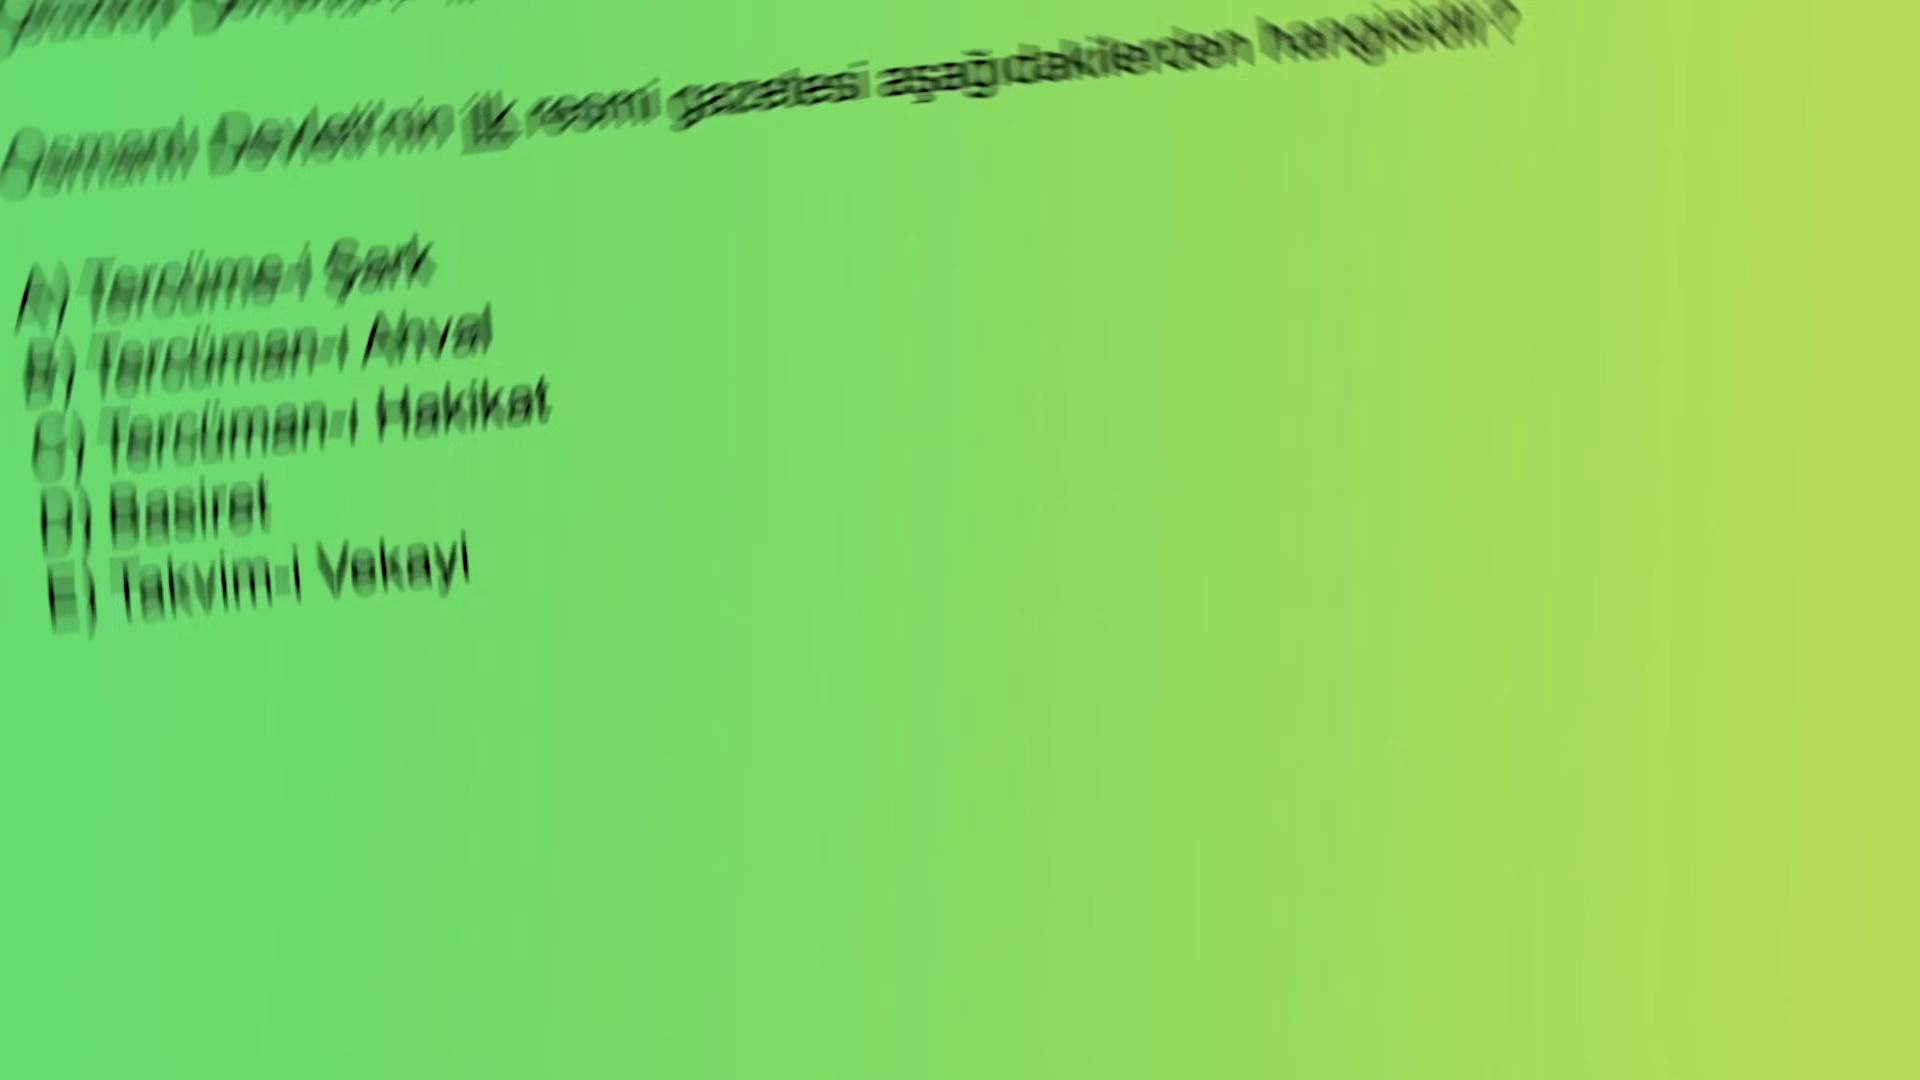 Osmanlı Devleti'nin ilk resmi gazetesi aşağıdakilerden hangisidir?
A) Tercüme-i Şark
B) Tercüman-ı Ahval
C) Tercüman-ı Hakikat
D) Basiret
E) Takvim-i Vekayi